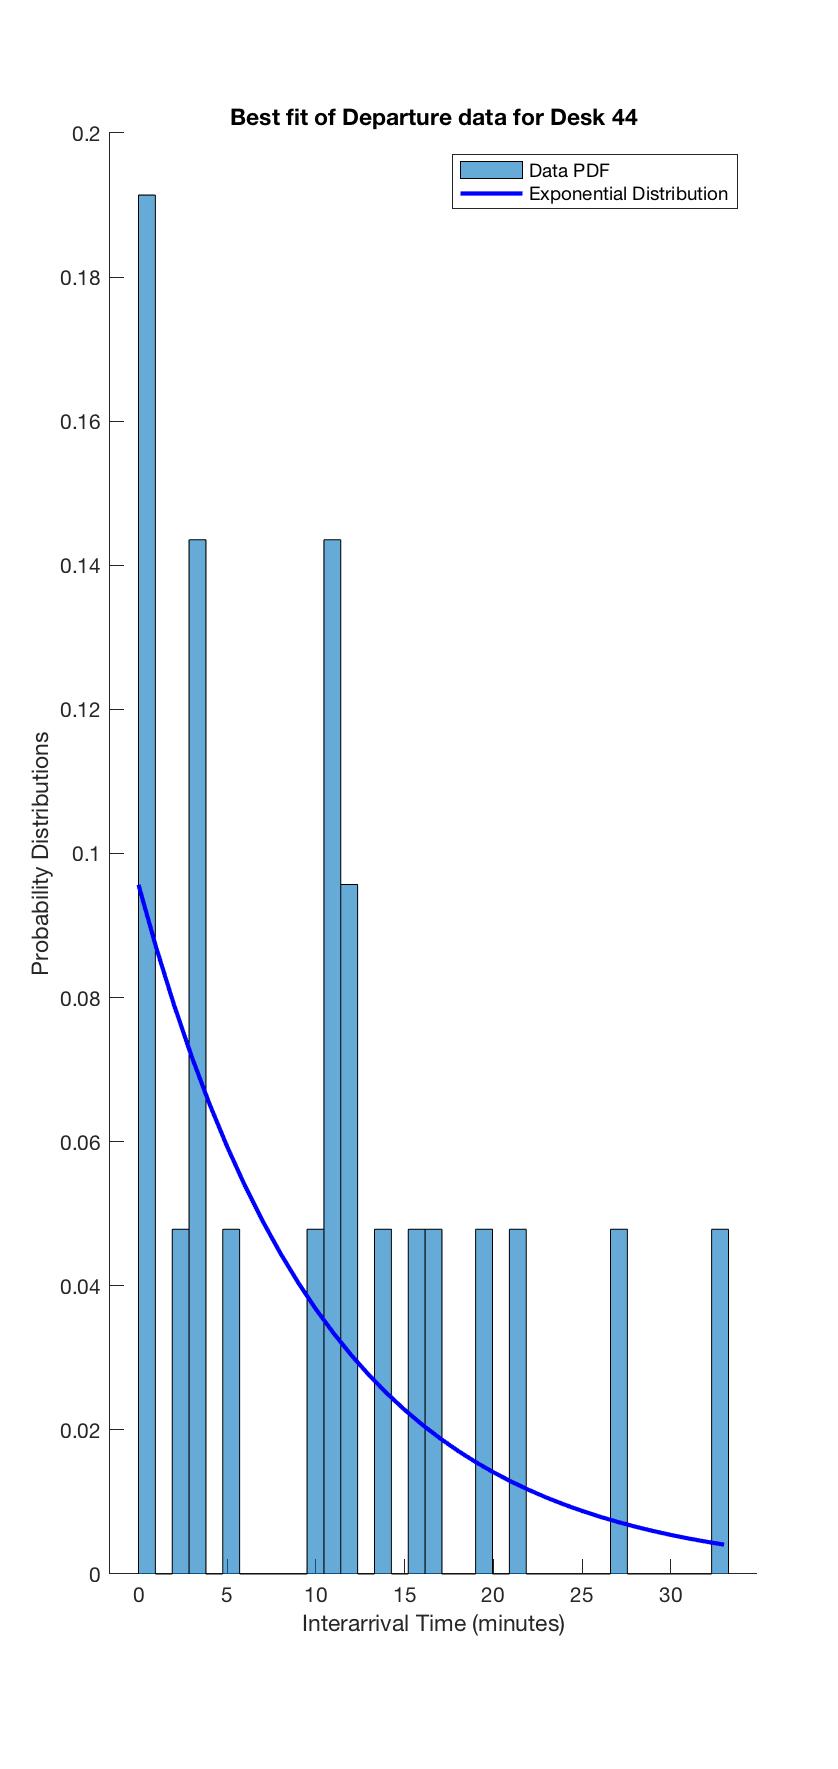 Best fit of Departure data for Desk 44
Data PDF
Exponential Distribution
0.2
0.18
0.16
0.14
0.12
0.1
0.08
0.06
0.04
0.02
0
Probability Distributions
0 5 10 15 20 25 30
Interarrival Time (minutes)